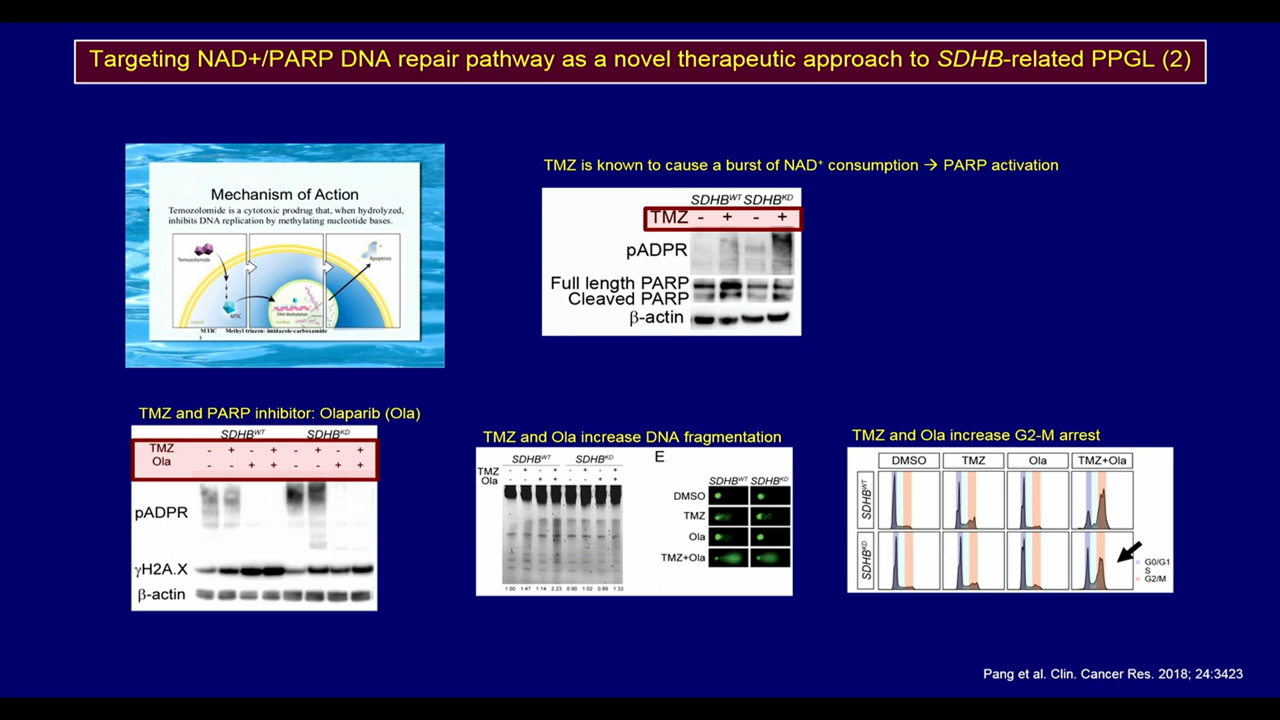 Targeting NAD+/PARP DNA repair pathway as a novel therapeutic approach to SDHB-related PPGL (2)
Mechanism of Action
Temozolomide is a cytotoxic prodrug that, when hydrolyzed,
inhibits DNA replication by methylating nucleotide bases.
Temozolomide
MTIC
DNA Methylation
Apoptosis
MTIC Methyl triazen- imidazole-carboxamide
)
TMZ is known to cause a burst of NAD+ consumption → PARP activation
SDHBWT SDHBKD
TMZ - + - +
pADPR
Full length PARP
Cleaved PARP
β-actin
TMZ and PARP inhibitor: Olaparib (Ola)
SDHBWT SDHBKD
TMZ - + - + - + - +
Ola - - + + - - + +
pADPR
γH2A.X
β-actin
TMZ and Ola increase DNA fragmentation
SDHBWT SDHBKD
TMZ - + - + - + - +
Ola - - + + - - + +
1.00 1.47 1.14 2.23 0.90 1.02 0.89 1.33
E
SDHBWT SDHBKD
DMSO
TMZ
Ola
TMZ+Ola
TMZ and Ola increase G2-M arrest
DMSO TMZ Ola TMZ+Ola
SDHBWT
SDHBKD
G0/G1
S
G2/M
Pang et al. Clin. Cancer Res. 2018; 24:3423